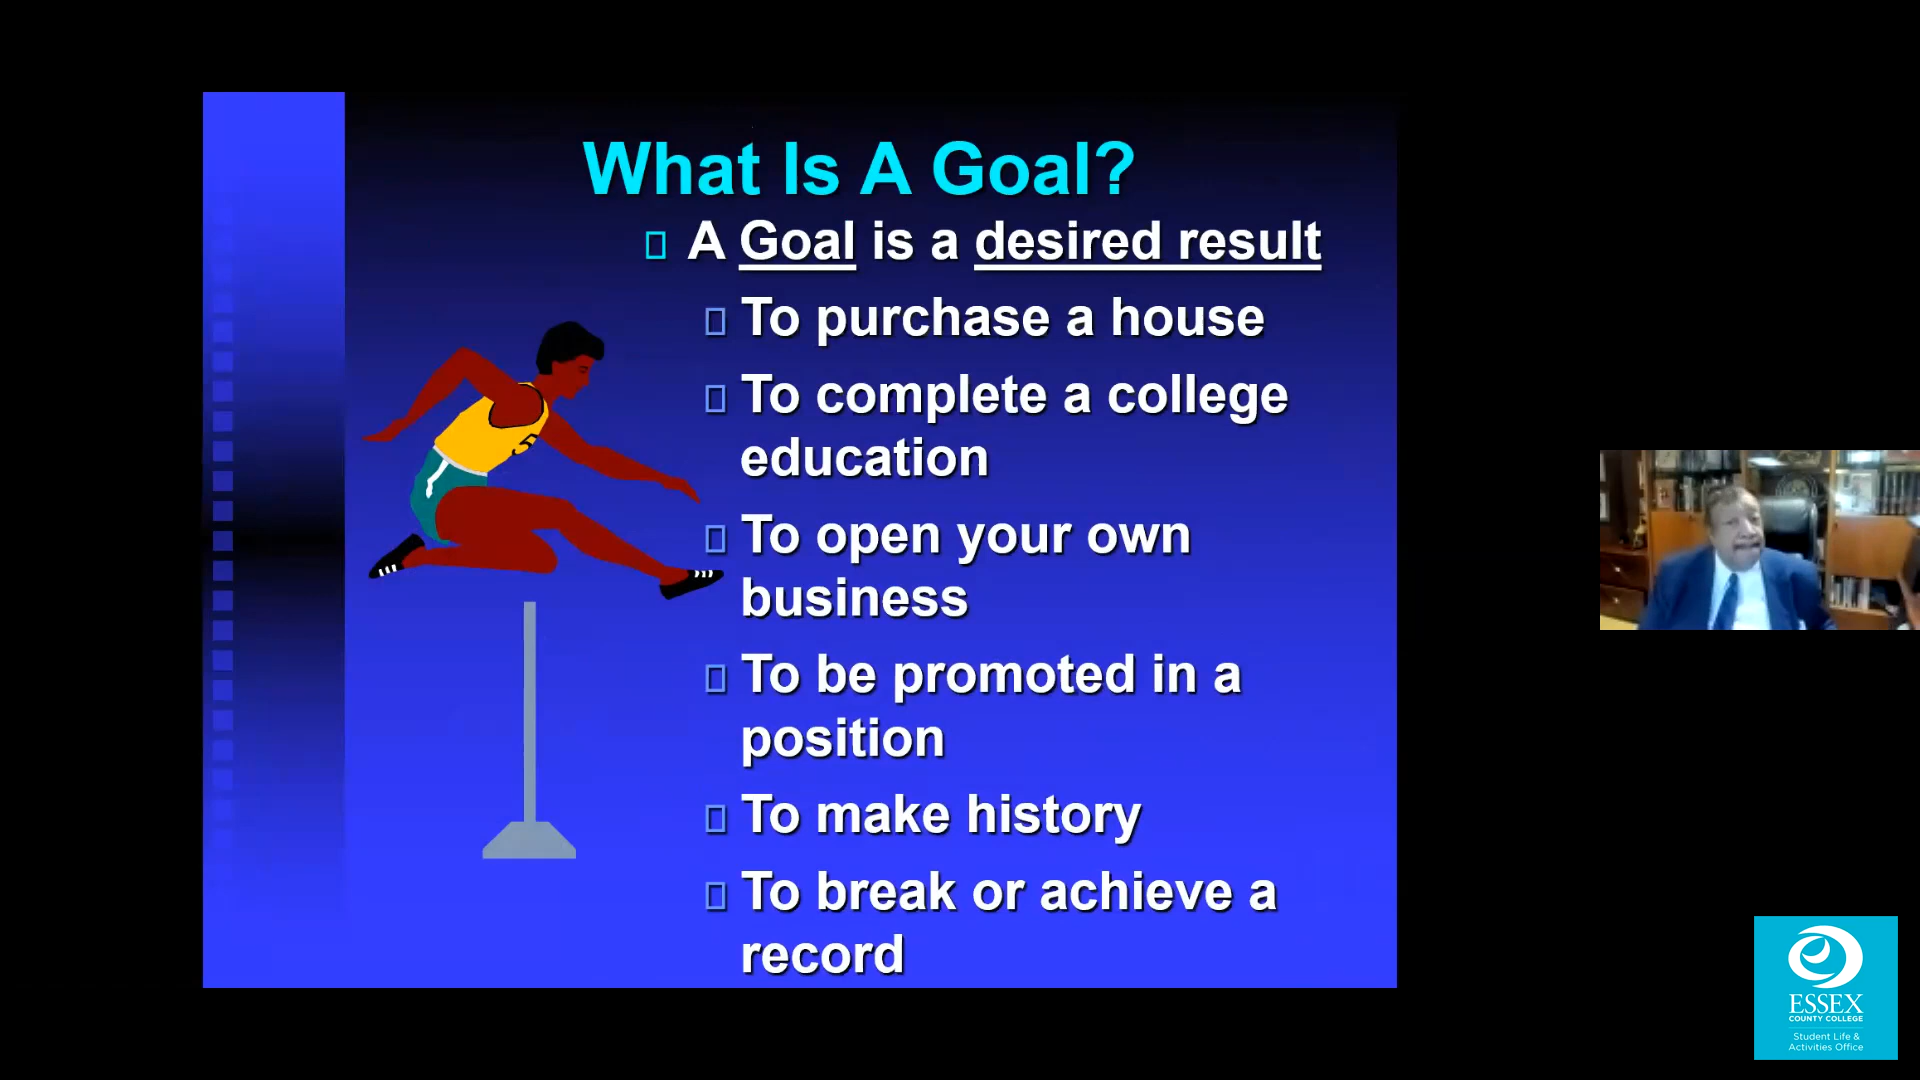 What Is A Goal?
A Goal is a desired result
To purchase a house
To complete a college
education
To open your own
business
To be promoted in a
position
To make history
To break or achieve a
record
5
ESSEX
COUNTY COLLEGE
Student Life &
Activities Office